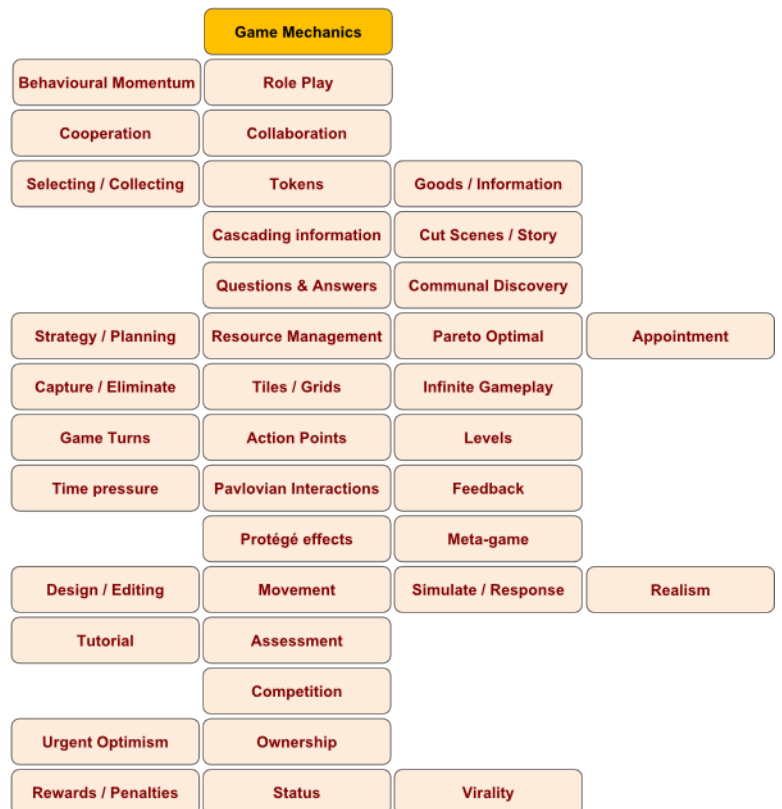 Game Mechanics
Behavioural Momentum
Role Play
Cooperation
Collaboration
Selecting / Collecting
Tokens
Goods / Information
Cascading information
Cut Scenes / Story
Questions & Answers
Communal Discovery
Strategy / Planning
Resource Management
Pareto Optimal
Appointment
Capture / Eliminate
Tiles / Grids
Infinite Gameplay
Game Turns
Action Points
Levels
Time pressure
Pavlovian Interactions
Feedback
Protégé effects
Meta-game
Design / Editing
Movement
Simulate / Response
Realism
Tutorial
Assessment
Competition
Urgent Optimism
Ownership
Rewards / Penalties
Status
Virality